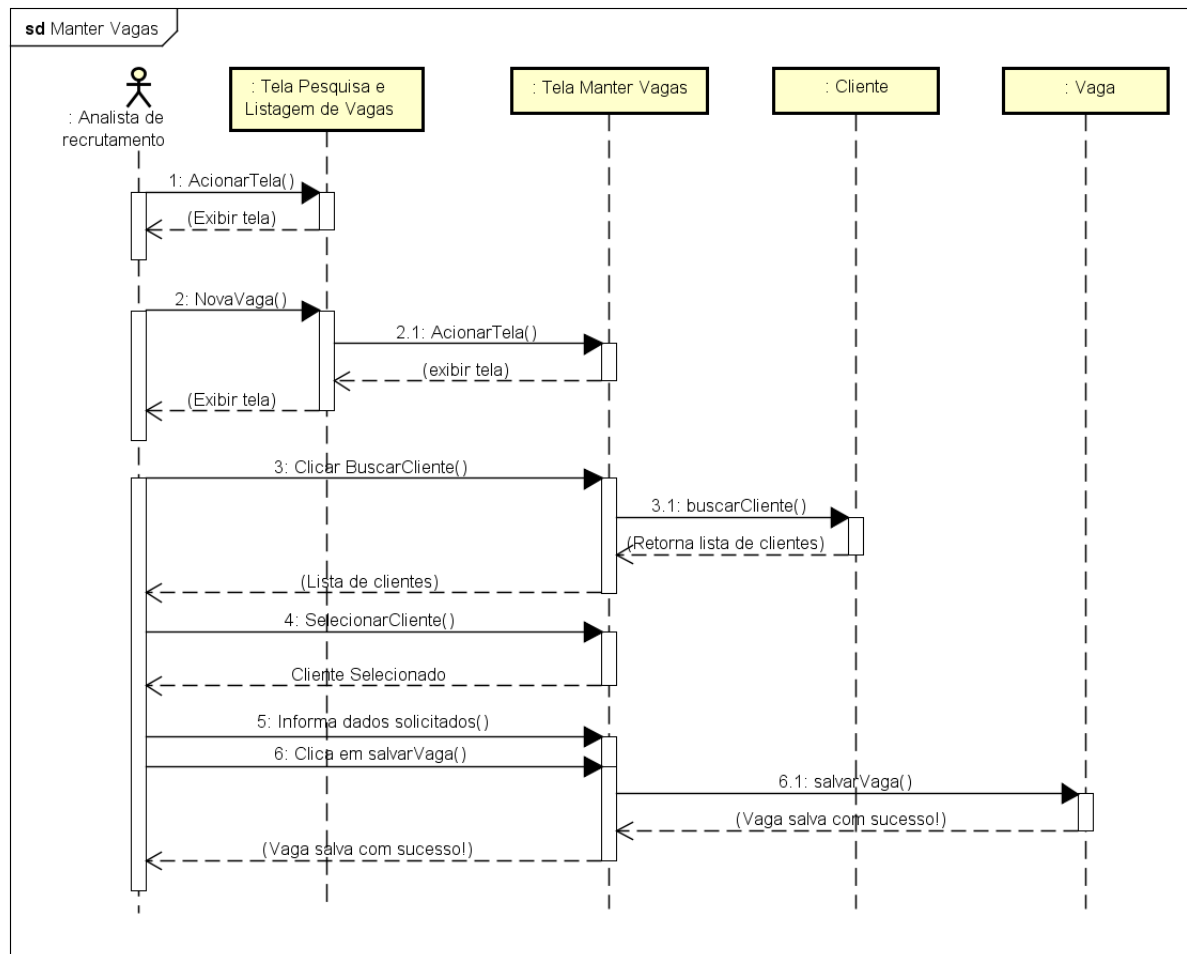 sd Manter Vagas
: Analista de
recrutamento
: Tela Pesquisa e
Listagem de Vagas
: Tela Manter Vagas
: Cliente
: Vaga
1: AcionarTela()
(Exibir tela)
2: NovaVaga()
2.1: AcionarTela()
(exibir tela)
(Exibir tela)
3: Clicar BuscarCliente()
3.1: buscarCliente()
(Retorna lista de clientes)
(Lista de clientes)
4: SelecionarCliente()
Cliente Selecionado
5: Informa dados solicitados()
6: Clica em salvarVaga()
6.1: salvarVaga()
(Vaga salva com sucesso!)
(Vaga salva com sucesso!)